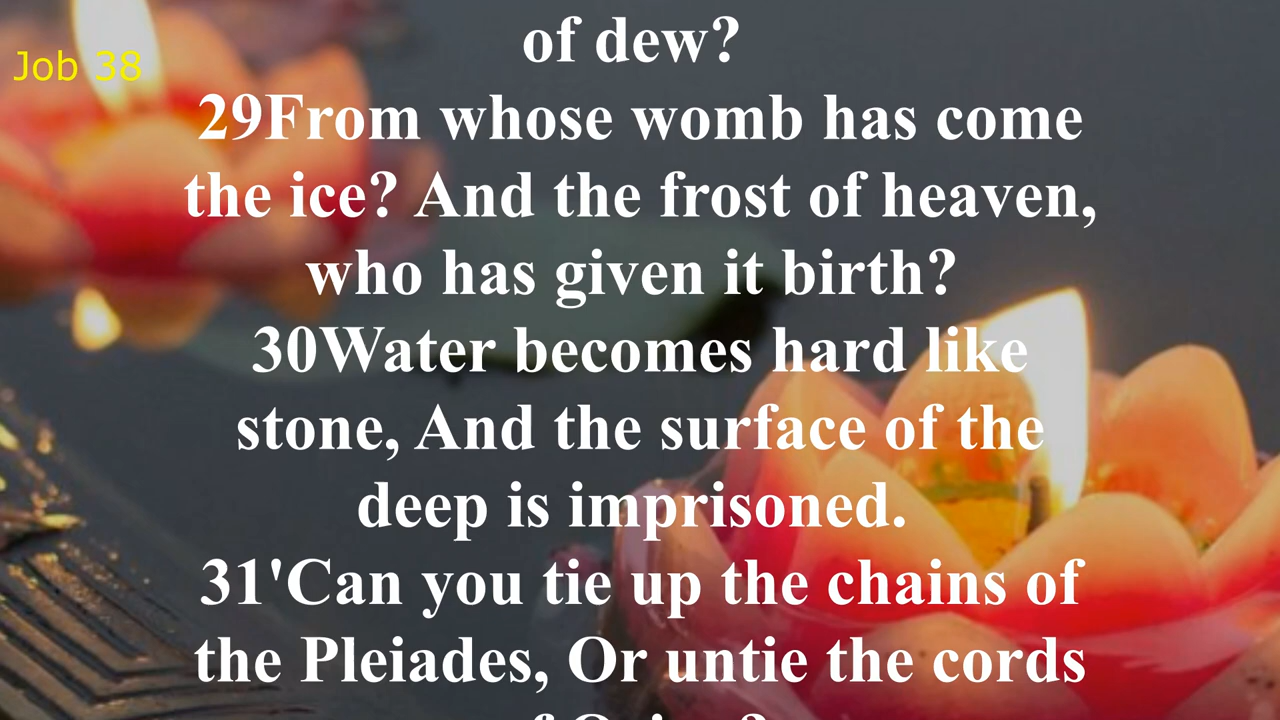 of dew?
Job 38
29From whose womb has come
the ice? And the frost of heaven,
who has given it birth?
30Water becomes hard like
stone, And the surface of the
deep is imprisoned.
31'Can you tie up the chains of
the Pleiades, Or untie the cords